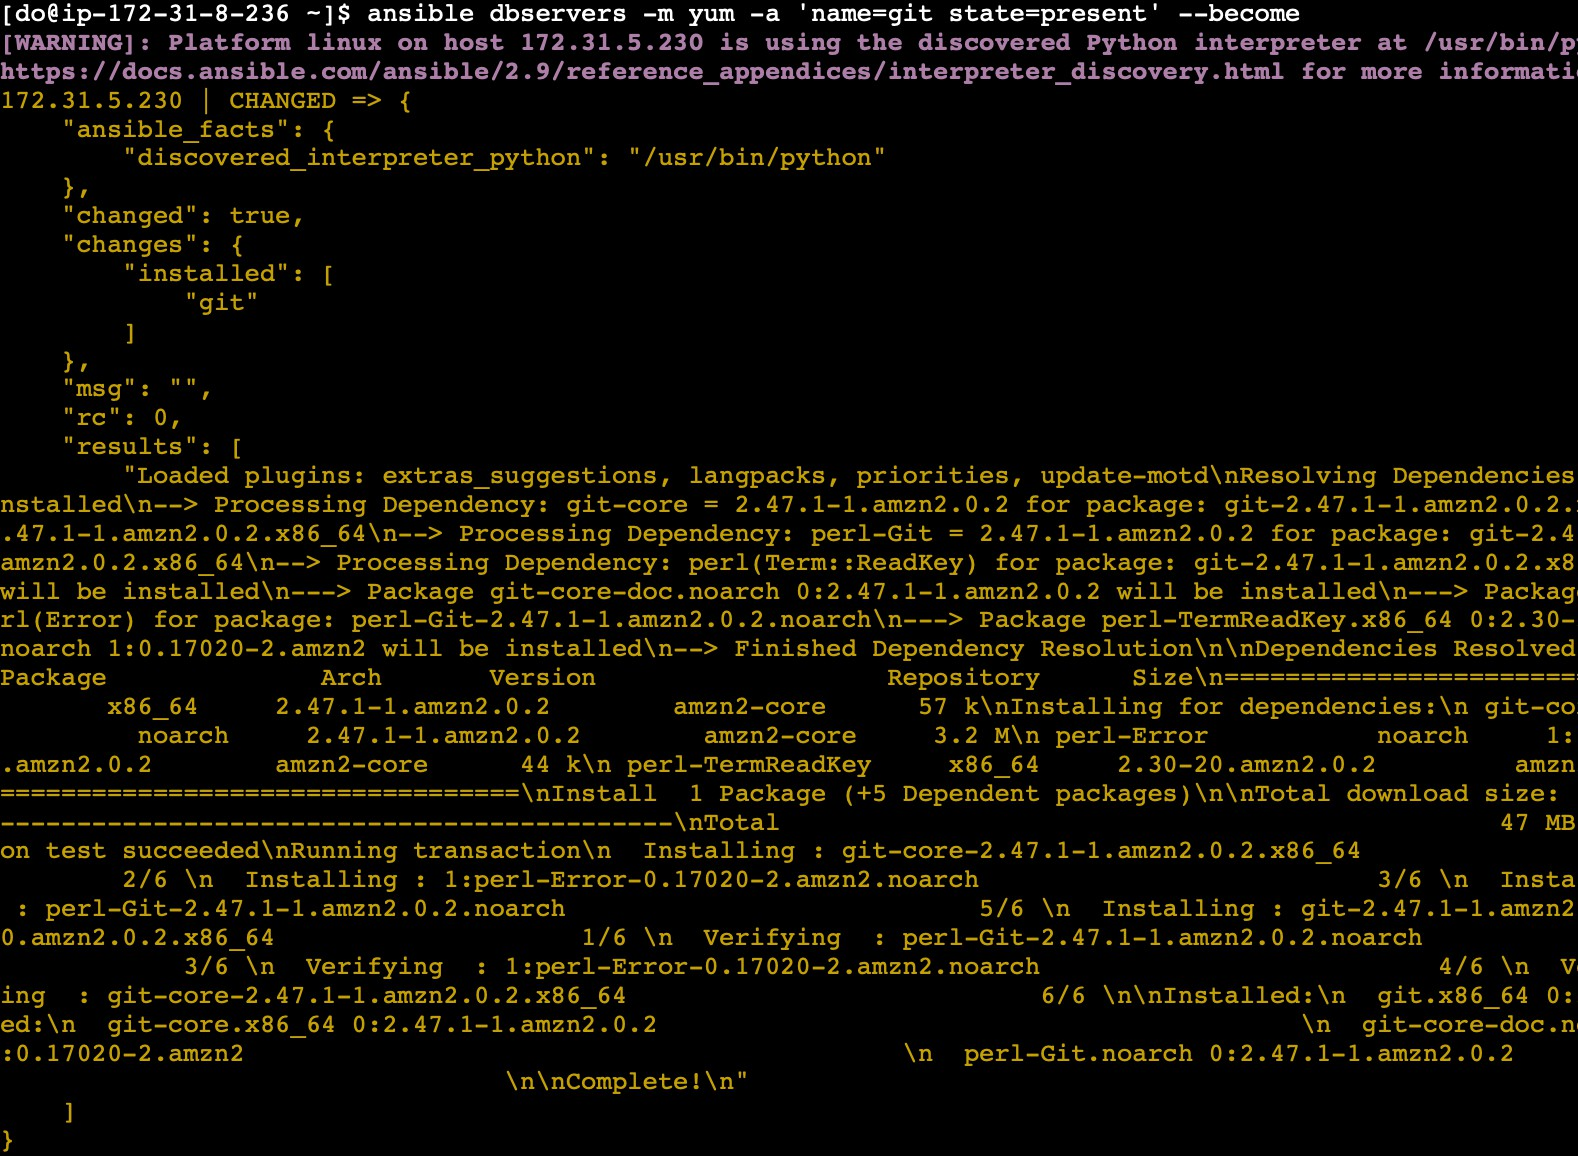 [do@ip-172-31-8-236 ~]$ ansible dbservers -m yum -a 'name=git state=present' --become
[WARNING]: Platform linux on host 172.31.5.230 is using the discovered Python interpreter at /usr/bin/py
https://docs.ansible.com/ansible/2.9/reference_appendices/interpreter_discovery.html for more informati
172.31.5.230 | CHANGED => {
    "ansible_facts": {
        "discovered_interpreter_python": "/usr/bin/python"
    },
    "changed": true,
    "changes": {
        "installed": [
            "git"
        ]
    },
    "msg": "",
    "rc": 0,
    "results": [
        "Loaded plugins: extras_suggestions, langpacks, priorities, update-motd\nResolving Dependencies
nstalled\n--> Processing Dependency: git-core = 2.47.1-1.amzn2.0.2 for package: git-2.47.1-1.amzn2.0.2.
.47.1-1.amzn2.0.2.x86_64\n--> Processing Dependency: perl-Git = 2.47.1-1.amzn2.0.2 for package: git-2.4
amzn2.0.2.x86_64\n--> Processing Dependency: perl(Term::ReadKey) for package: git-2.47.1-1.amzn2.0.2.x8
will be installed\n---> Package git-core-doc.noarch 0:2.47.1-1.amzn2.0.2 will be installed\n---> Packag
rl(Error) for package: perl-Git-2.47.1-1.amzn2.0.2.noarch\n---> Package perl-TermReadKey.x86_64 0:2.30-
noarch 1:0.17020-2.amzn2 will be installed\n--> Finished Dependency Resolution\n\nDependencies Resolved
Package              Arch       Version                   Repository      Size\n=======================
       x86_64     2.47.1-1.amzn2.0.2        amzn2-core      57 k\nInstalling for dependencies:\n git-co
         noarch     2.47.1-1.amzn2.0.2        amzn2-core     3.2 M\n perl-Error           noarch     1:
.amzn2.0.2        amzn2-core      44 k\n perl-TermReadKey     x86_64     2.30-20.amzn2.0.2         amzn
==================================\nInstall  1 Package (+5 Dependent packages)\n\nTotal download size:
--------------------------------------------\nTotal                                               47 MB
on test succeeded\nRunning transaction\n  Installing : git-core-2.47.1-1.amzn2.0.2.x86_64
        2/6 \n  Installing : 1:perl-Error-0.17020-2.amzn2.noarch                          3/6 \n  Insta
 : perl-Git-2.47.1-1.amzn2.0.2.noarch                           5/6 \n  Installing : git-2.47.1-1.amzn2
0.amzn2.0.2.x86_64                    1/6 \n  Verifying  : perl-Git-2.47.1-1.amzn2.0.2.noarch
            3/6 \n  Verifying  : 1:perl-Error-0.17020-2.amzn2.noarch                          4/6 \n  Ve
ing  : git-core-2.47.1-1.amzn2.0.2.x86_64                           6/6 \n\nInstalled:\n  git.x86_64 0:
ed:\n  git-core.x86_64 0:2.47.1-1.amzn2.0.2                                          \n  git-core-doc.no
:0.17020-2.amzn2                                           \n  perl-Git.noarch 0:2.47.1-1.amzn2.0.2
                                 \n\nComplete!\n"
    ]
}